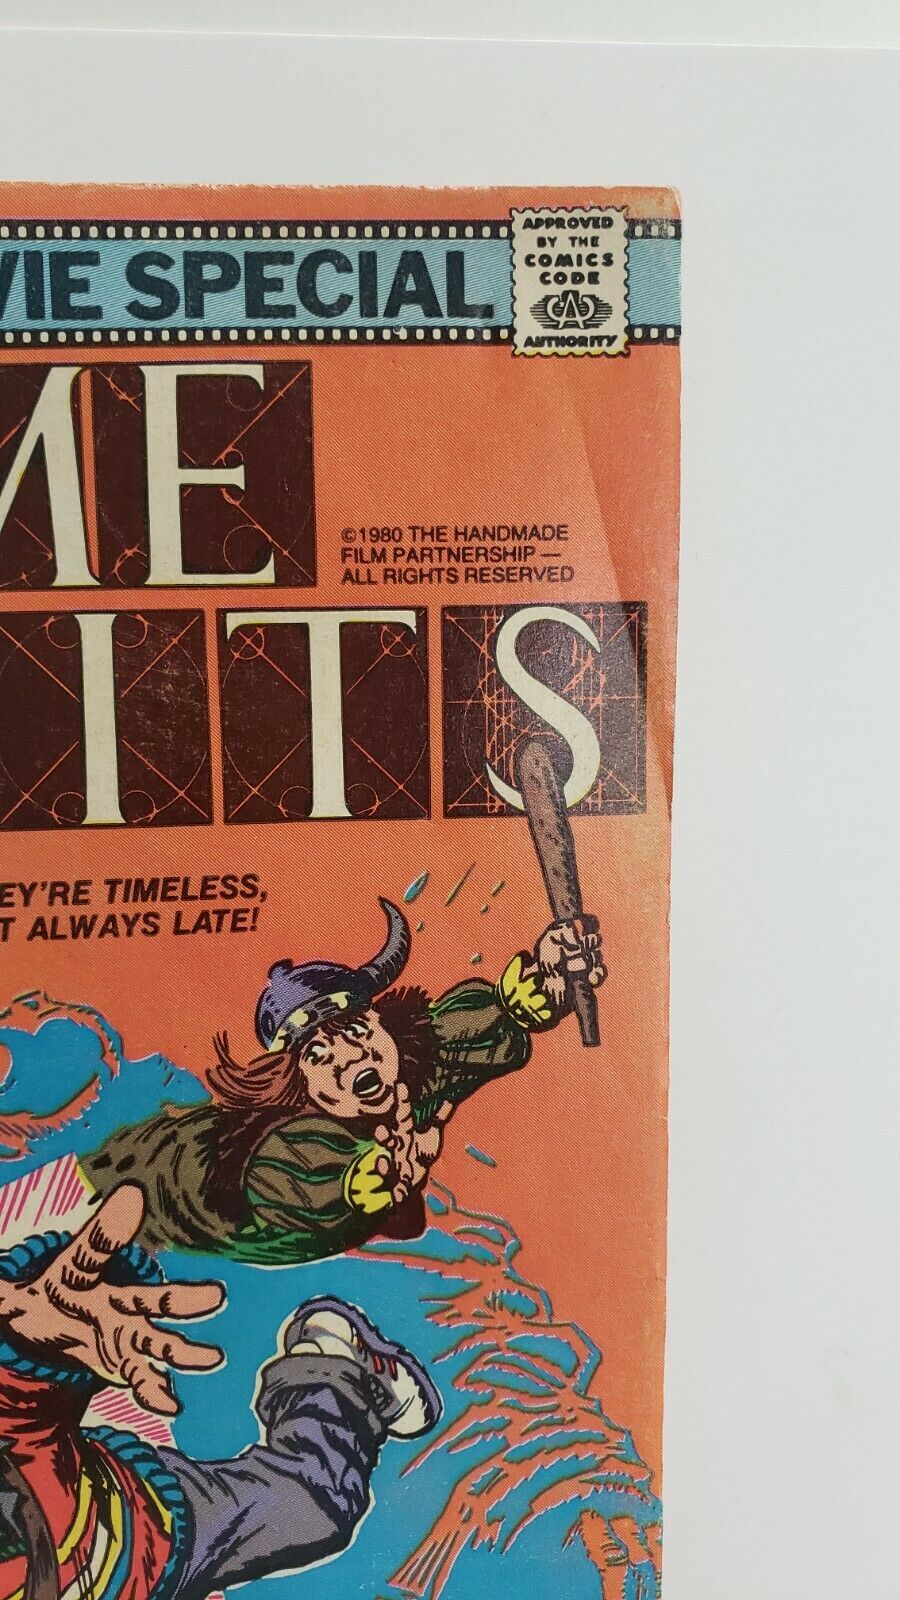 VIE SPECIAL
APPROVED
BY THE
COMICS
CODE
CA
AUTHORITY
ME
©1980 THE HANDMADE
FILM PARTNERSHIP —
ALL RIGHTS RESERVED
ITS
EY'RE TIMELESS,
T ALWAYS LATE!